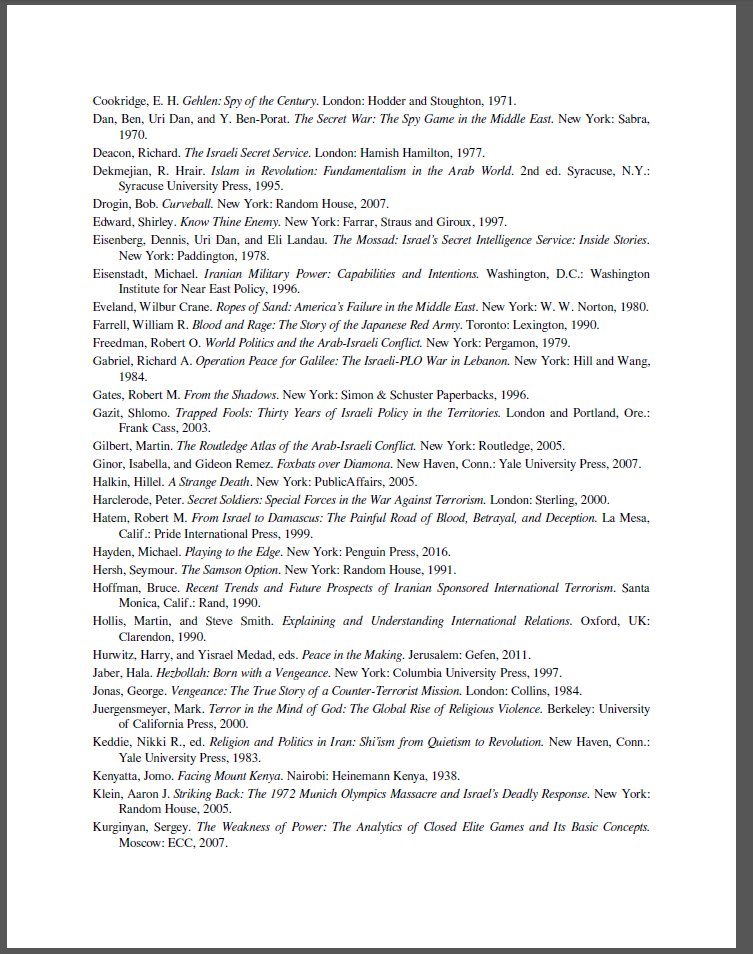 Cookridge, E. H. Gehlen: Spy of the Century. London: Hodder and Stoughton, 1971.
Dan, Ben, Uri Dan, and Y. Ben-Porat. The Secret War: The Spy Game in the Middle East. New York: Sabra,
1970.
Deacon, Richard. The Israeli Secret Service. London: Hamish Hamilton, 1977.
Dekmejian, R. Hrair. Islam in Revolution: Fundamentalism in the Arab World. 2nd ed. Syracuse, N.Y.:
Syracuse University Press, 1995.
Drogin, Bob. Curveball. New York: Random House, 2007.
Edward, Shirley. Know Thine Enemy. New York: Farrar, Straus and Giroux, 1997.
Eisenberg, Dennis, Uri Dan, and Eli Landau. The Mossad: Israel's Secret Intelligence Service: Inside Stories.
New York: Paddington, 1978.
Eisenstadt, Michael. Iranian Military Power: Capabilities and Intentions. Washington, D.C.: Washington
Institute for Near East Policy, 1996.
Eveland, Wilbur Crane. Ropes of Sand: America's Failure in the Middle East. New York: W. W. Norton, 1980.
Farrell, William R. Blood and Rage: The Story of the Japanese Red Army. Toronto: Lexington, 1990.
Freedman, Robert O. World Politics and the Arab-Israeli Conflict. New York: Pergamon, 1979.
Gabriel, Richard A. Operation Peace for Galilee: The Israeli-PLO War in Lebanon. New York: Hill and Wang,
1984.
Gates, Robert M. From the Shadows. New York: Simon & Schuster Paperbacks, 1996.
Gazit, Shlomo. Trapped Fools: Thirty Years of Israeli Policy in the Territories. London and Portland, Ore.:
Frank Cass, 2003.
Gilbert, Martin. The Routledge Atlas of the Arab-Israeli Conflict. New York: Routledge, 2005.
Ginor, Isabella, and Gideon Remez. Foxbats over Diamona. New Haven, Conn.: Yale University Press, 2007.
Halkin, Hillel. A Strange Death. New York: PublicAffairs, 2005.
Harclerode, Peter. Secret Soldiers: Special Forces in the War Against Terrorism. London: Sterling, 2000.
Hatem, Robert M. From Israel to Damascus: The Painful Road of Blood, Betrayal, and Deception. La Mesa,
Calif.: Pride International Press, 1999.
Hayden, Michael. Playing to the Edge. New York: Penguin Press, 2016.
Hersh, Seymour. The Samson Option. New York: Random House, 1991.
Hoffman, Bruce. Recent Trends and Future Prospects of Iranian Sponsored International Terrorism. Santa
Monica, Calif.: Rand, 1990.
Hollis, Martin, and Steve Smith. Explaining and Understanding International Relations. Oxford, UK:
Clarendon, 1990.
Hurwitz, Harry, and Yisrael Medad, eds. Peace in the Making. Jerusalem: Gefen, 2011.
Jaber, Hala. Hezbollah: Born with a Vengeance. New York: Columbia University Press, 1997.
Jonas, George. Vengeance: The True Story of a Counter-Terrorist Mission. London: Collins, 1984.
Juergensmeyer, Mark. Terror in the Mind of God: The Global Rise of Religious Violence. Berkeley: University
of California Press, 2000.
Keddie, Nikki R., ed. Religion and Politics in Iran: Shi'ism from Quietism to Revolution. New Haven, Conn.:
Yale University Press, 1983.
Kenyatta, Jomo. Facing Mount Kenya. Nairobi: Heinemann Kenya, 1938.
Klein, Aaron J. Striking Back: The 1972 Munich Olympics Massacre and Israel's Deadly Response. New York:
Random House, 2005.
Kurginyan, Sergey. The Weakness of Power: The Analytics of Closed Elite Games and Its Basic Concepts.
Moscow: ECC, 2007.